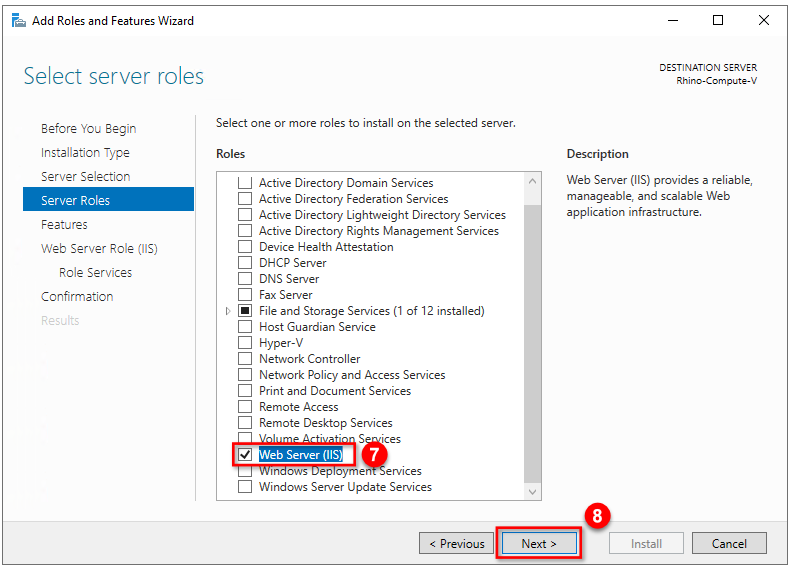 Add Roles and Features Wizard
Select server roles
DESTINATION SERVER
Rhino-Compute-V
Before You Begin
Installation Type
Server Selection
Server Roles
Features
Web Server Role (IIS)
Role Services
Confirmation
Results
Select one or more roles to install on the selected server.
Roles
Active Directory Domain Services
Active Directory Federation Services
Active Directory Lightweight Directory Services
Active Directory Rights Management Services
Device Health Attestation
DHCP Server
DNS Server
Fax Server
File and Storage Services (1 of 12 installed)
Host Guardian Service
Hyper-V
Network Controller
Network Policy and Access Services
Print and Document Services
Remote Access
Remote Desktop Services
Volume Activation Services
Web Server (IIS)
7
Windows Deployment Services
Windows Server Update Services
Description
Web Server (IIS) provides a reliable,
manageable, and scalable Web
application infrastructure.
8
< Previous
Next >
Install
Cancel